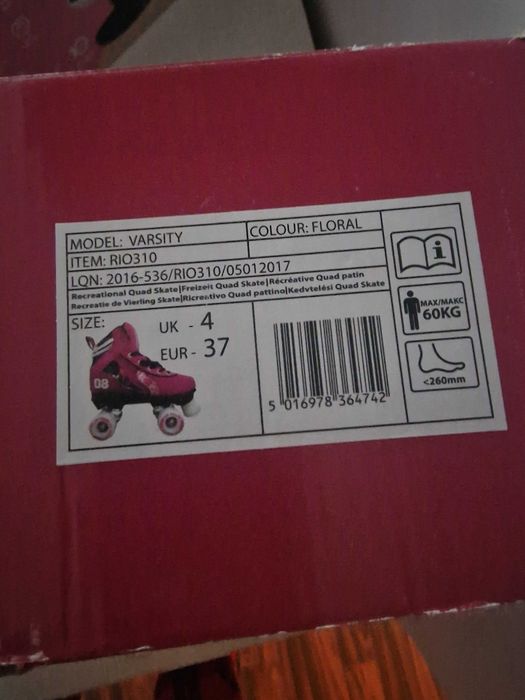 MODEL: VARSITY
COLOUR: FLORAL
ITEM: RIO310
LQN: 2016-536/RIO310/05012017
Recreational Quad Skate|Freizeit Quad Skate|Récréative Quad patin
Recreatie de Vierling Skate|Ricreativo Quad pattino|Kedvtelési Quad Skate
SIZE:
UK - 4
EUR - 37
08
5 016978 364742
i
MAX/МАКС
60KG
<260mm